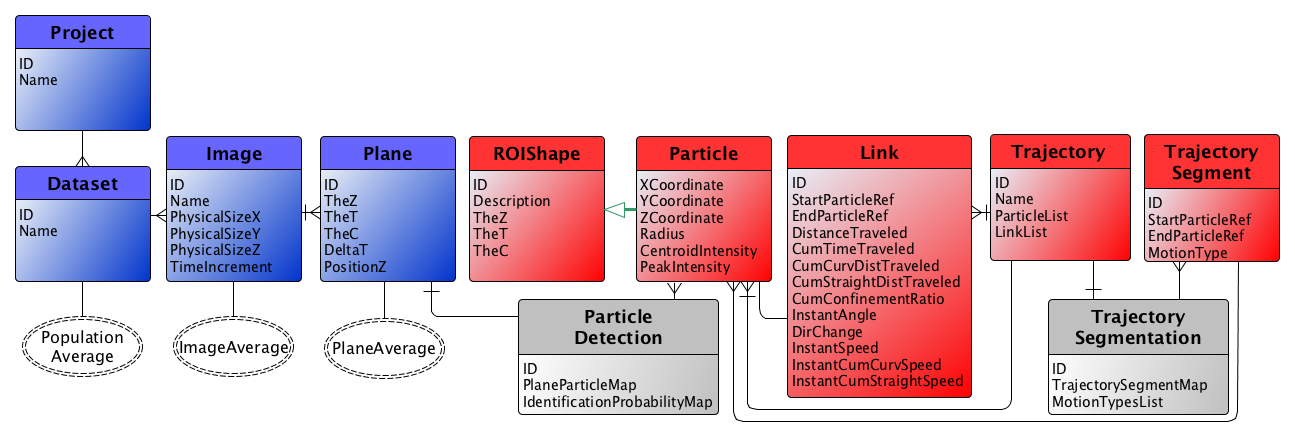 Project
ID
Name
Dataset
ID
Name
Population
Average
Image
ID
Name
PhysicalSizeX
PhysicalSizeY
PhysicalSizeZ
TimeIncrement
ImageAverage
Plane
ID
TheZ
TheT
TheC
DeltaT
PositionZ
PlaneAverage
ROIShape
ID
Description
TheZ
TheT
TheC
Particle
XCoordinate
YCoordinate
ZCoordinate
Radius
CentroidIntensity
PeakIntensity
Particle
Detection
ID
PlaneParticleMap
IdentificationProbabilityMap
Link
ID
StartParticleRef
EndParticleRef
DistanceTraveled
CumTimeTraveled
CumCurvDistTraveled
CumStraightDistTraveled
CumConfinementRatio
InstantAngle
DirChange
InstantSpeed
InstantCumCurvSpeed
InstantCumStraightSpeed
Trajectory
ID
Name
ParticleList
LinkList
Trajectory
Segment
ID
StartParticleRef
EndParticleRef
MotionType
Trajectory
Segmentation
ID
TrajectorySegmentMap
MotionTypesList